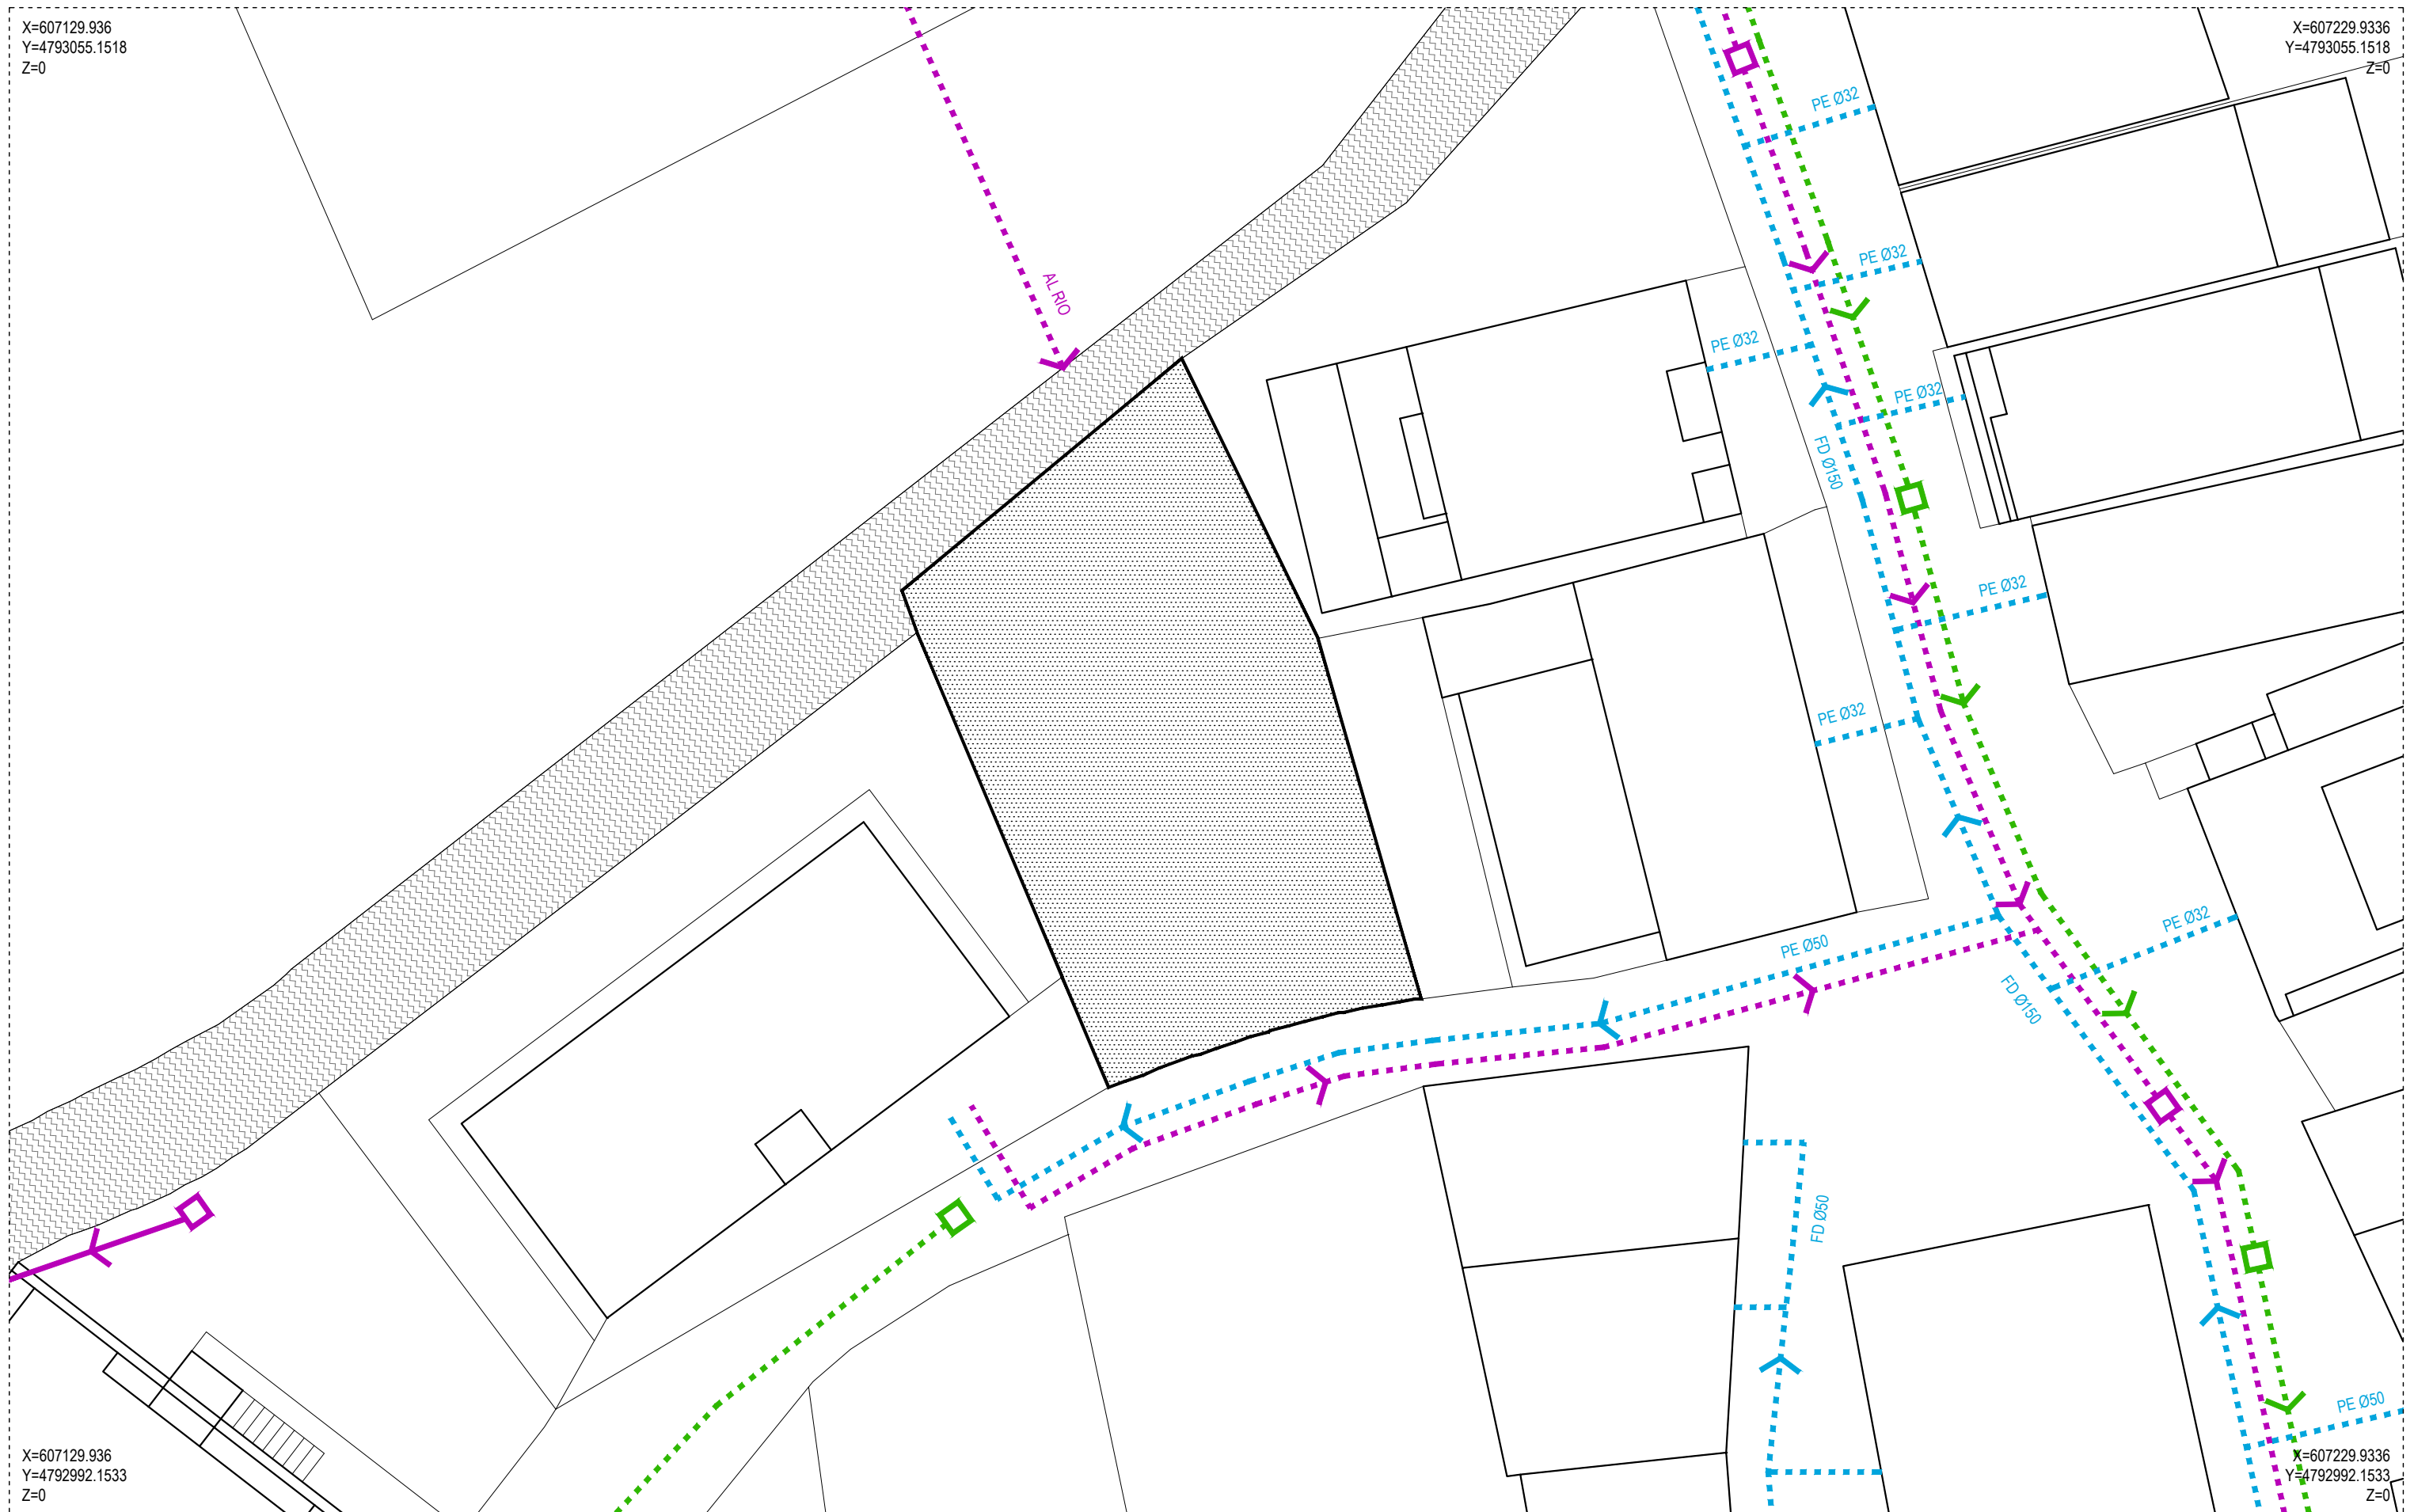 X=607129.936
Y=4793055.1518
Z=0
X=607229.9336
Y=4793055.1518
Z=0
PE Ø32
PE Ø32
AL RIO
PE Ø32
PE Ø32
FD Ø150
PE Ø32
PE Ø32
PE Ø32
PE Ø50
FD Ø150
FD Ø50
PE Ø50
X=607129.936
Y=4792992.1533
Z=0
X=607229.9336
Y=4792992.1533
Z=0